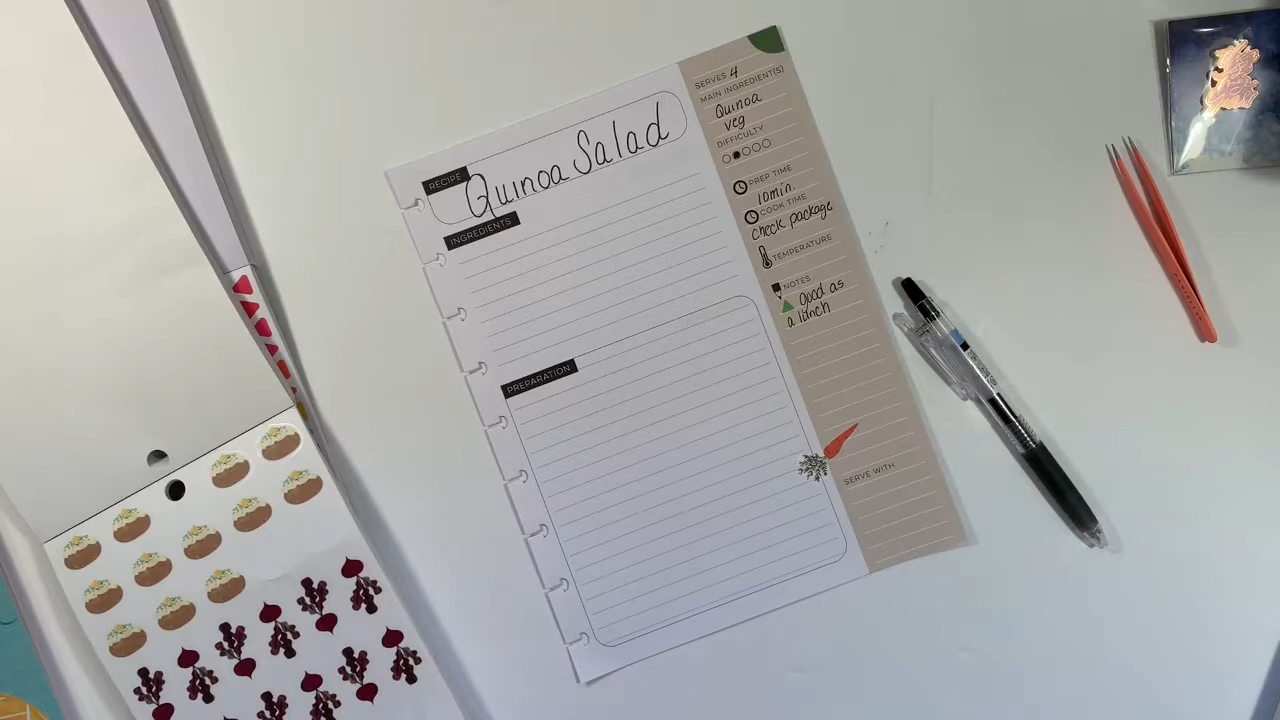 RECIPE
Quinoa Salad
INGREDIENTS
PREPARATION
SERVES 4
MAIN INGREDIENT(S)
Quinoa
veg
DIFFICULTY
PREP TIME
10min.
COOK TIME
check package
TEMPERATURE
NOTES
good as
a lunch
SERVE WITH